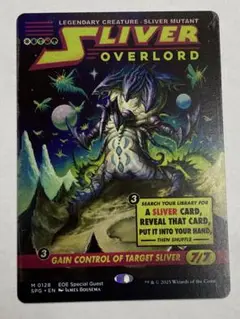 LEGENDARY CREATURE · SLIVER MUTANT
SLIVER
OVERLORD
3
SEARCH YOUR LIBRARY FOR
A SLIVER CARD,
REVEAL THAT CARD,
PUT IT INTO YOUR HAND,
THEN SHUFFLE
3
GAIN CONTROL OF TARGET SLIVER 7/7
M 0128 EOE Special Guest
SPG • EN JAMES BOUSEMA
™ & © 2025 Wizards of the Coast